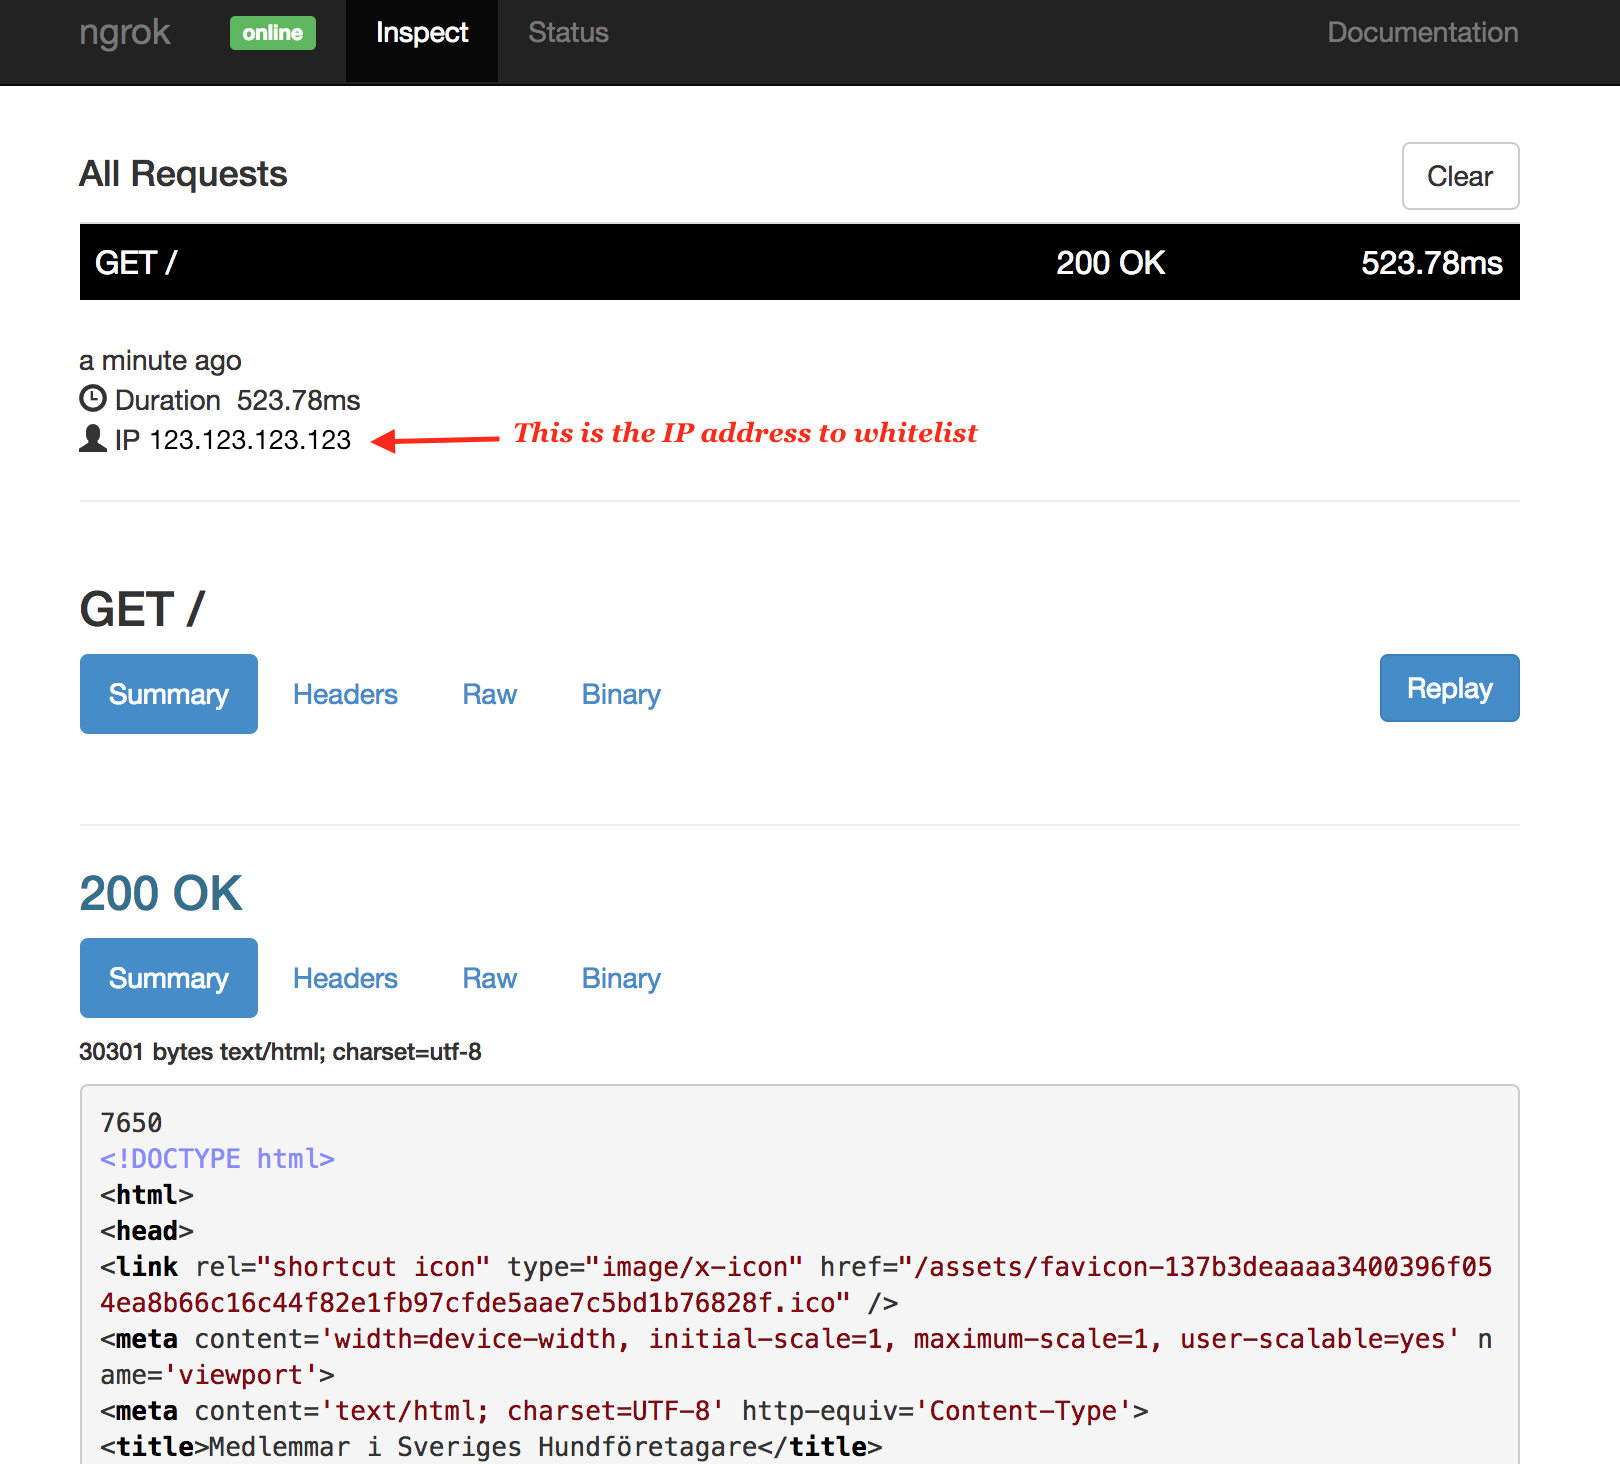 ngrok online Inspect Status Documentation
All Requests Clear
GET / 200 OK 523.78ms
a minute ago
Duration 523.78ms
IP 123.123.123.123 This is the IP address to whitelist
GET /
Summary Headers Raw Binary Replay
200 OK
Summary Headers Raw Binary
30301 bytes text/html; charset=utf-8
7650
<!DOCTYPE html>
<html>
<head>
<link rel="shortcut icon" type="image/x-icon" href="/assets/favicon-137b3deaaaa3400396f05
4ea8b66c16c44f82e1fb97cfde5aae7c5bd1b76828f.ico" />
<meta content='width=device-width, initial-scale=1, maximum-scale=1, user-scalable=yes' n
ame='viewport'>
<meta content='text/html; charset=UTF-8' http-equiv='Content-Type'>
<title>Medlemmar i Sveriges Hundföretagare</title>